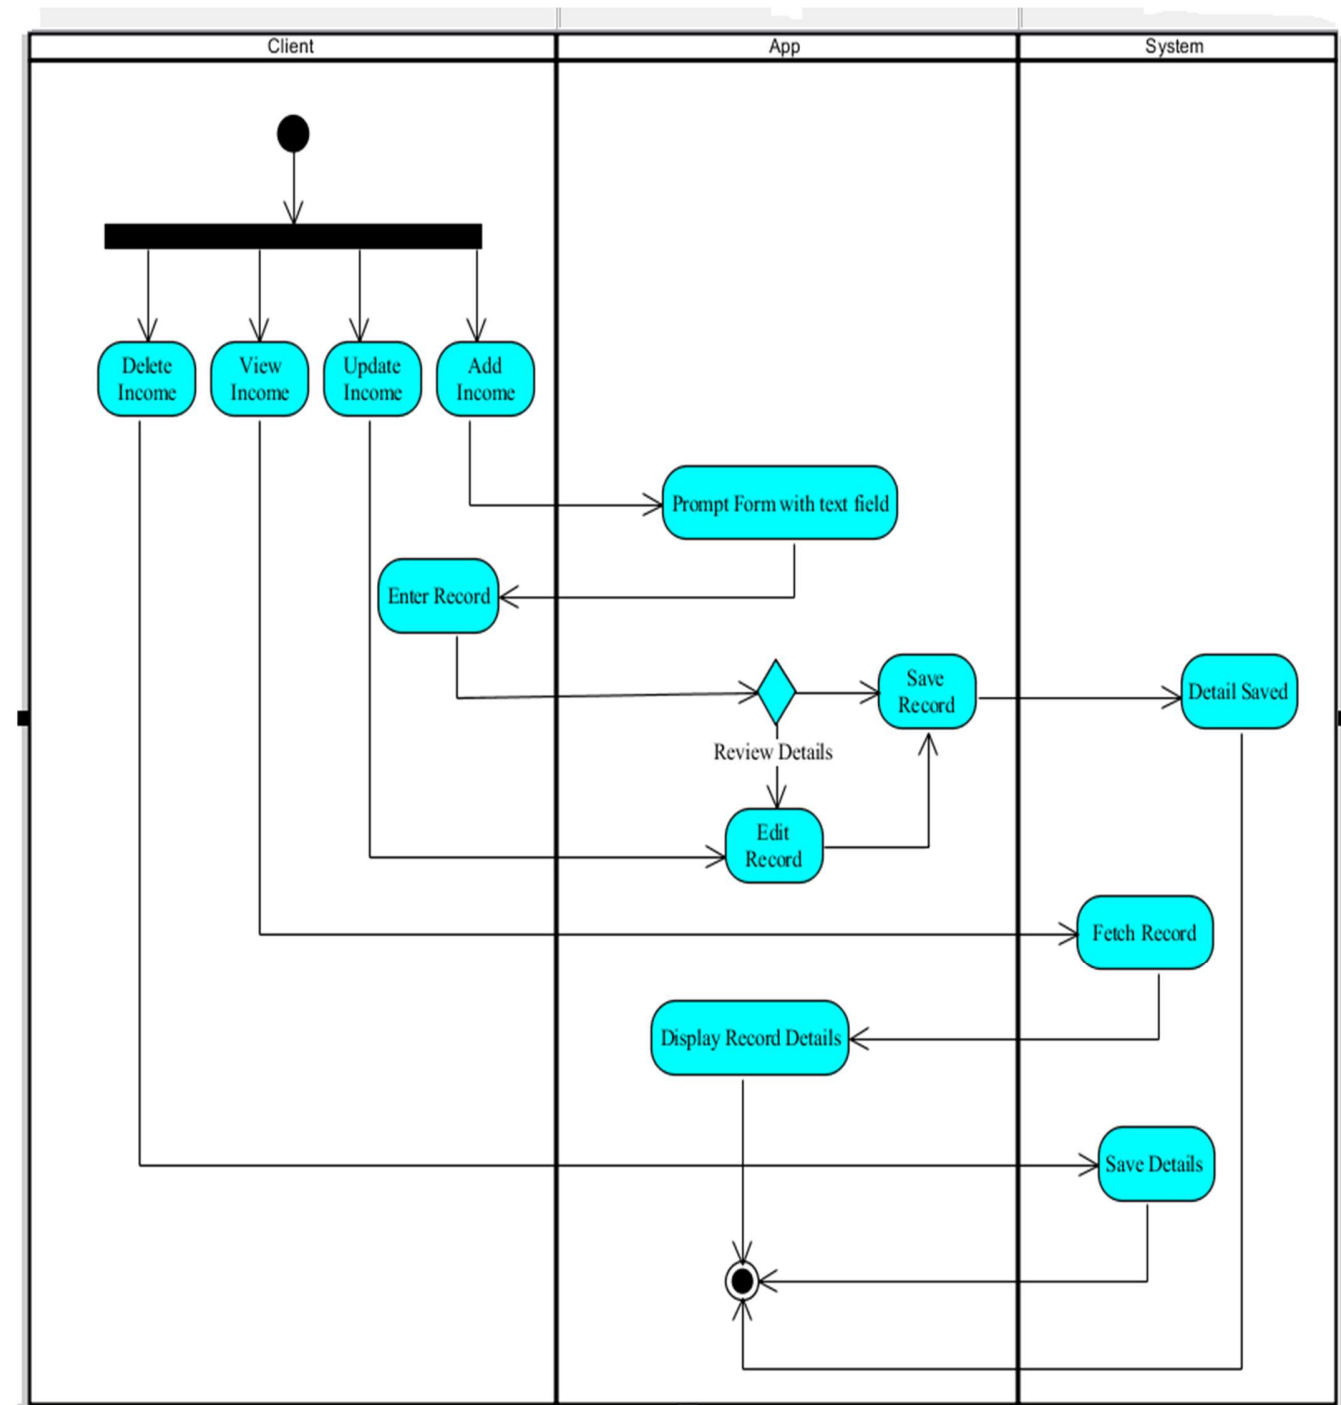 Client
App
System
Delete
Income
View
Income
Update
Income
Add
Income
Prompt Form with text field
Enter Record
Save
Record
Detail Saved
Review Details
Edit
Record
Fetch Record
Display Record Details
Save Details